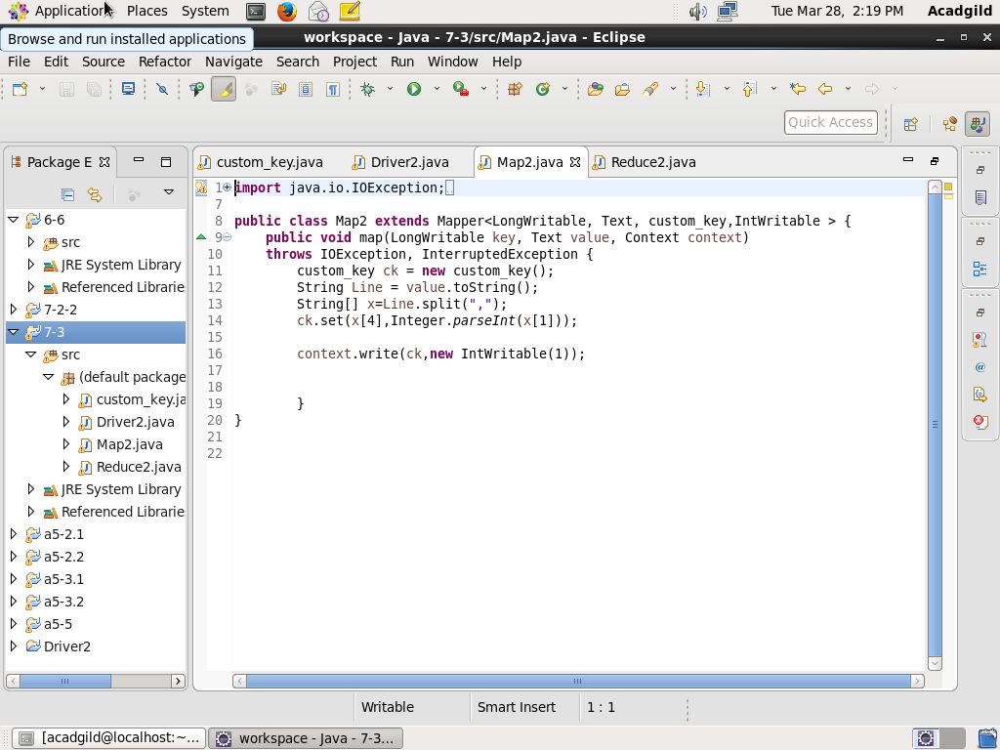 Applications Places System Tue Mar 28, 2:19 PM Acadgild
Browse and run installed applications
workspace - Java - 7-3/src/Map2.java - Eclipse
File Edit Source Refactor Navigate Search Project Run Window Help
Quick Access
Package E
custom_key.java Driver2.java Map2.java Reduce2.java
6-6
src
JRE System Library
Referenced Librarie
7-2-2
7-3
src
(default package
custom_key.ja
Driver2.java
Map2.java
Reduce2.java
JRE System Library
Referenced Librarie
a5-2.1
a5-2.2
a5-3.1
a5-3.2
a5-5
Driver2
1 import java.io.IOException;
7
8 public class Map2 extends Mapper<LongWritable, Text, custom_key,IntWritable > {
9 public void map(LongWritable key, Text value, Context context)
10 throws IOException, InterruptedException {
11 custom_key ck = new custom_key();
12 String Line = value.toString();
13 String[] x=Line.split(",");
14 ck.set(x[4],Integer.parseInt(x[1]));
15
16 context.write(ck,new IntWritable(1));
17
18
19 }
20 }
21
22
Writable Smart Insert 1 : 1
[acadgild@localhost:~... workspace - Java - 7-3...